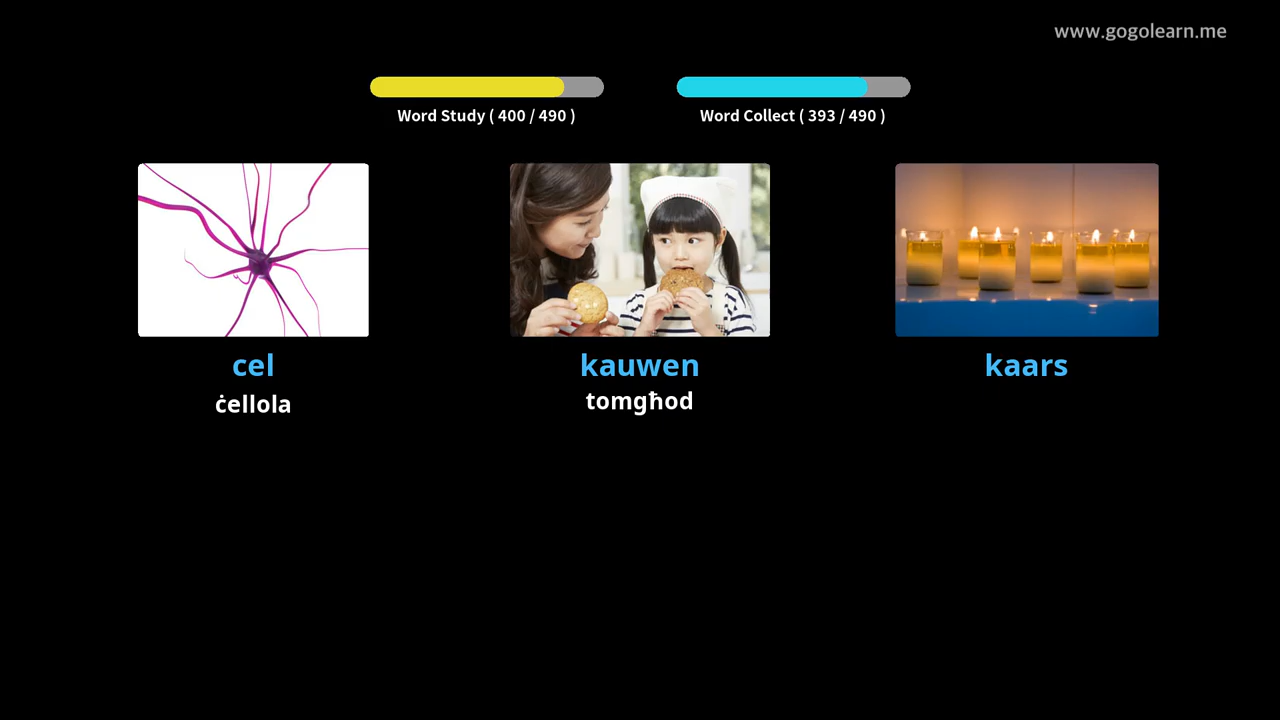 www.gogolearn.me
Word Study ( 400 / 490 )
Word Collect ( 393 / 490 )
cel
ċellola
kauwen
tomgħod
kaars